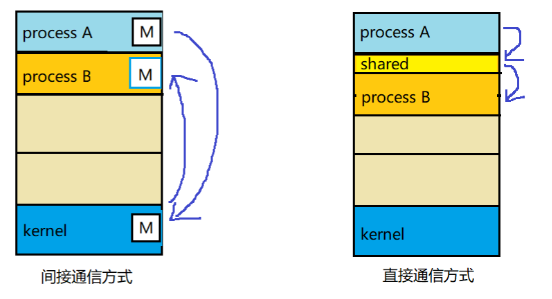 process A
M
process B
M
kernel
M
间接通信方式
process A
shared
process B
kernel
直接通信方式